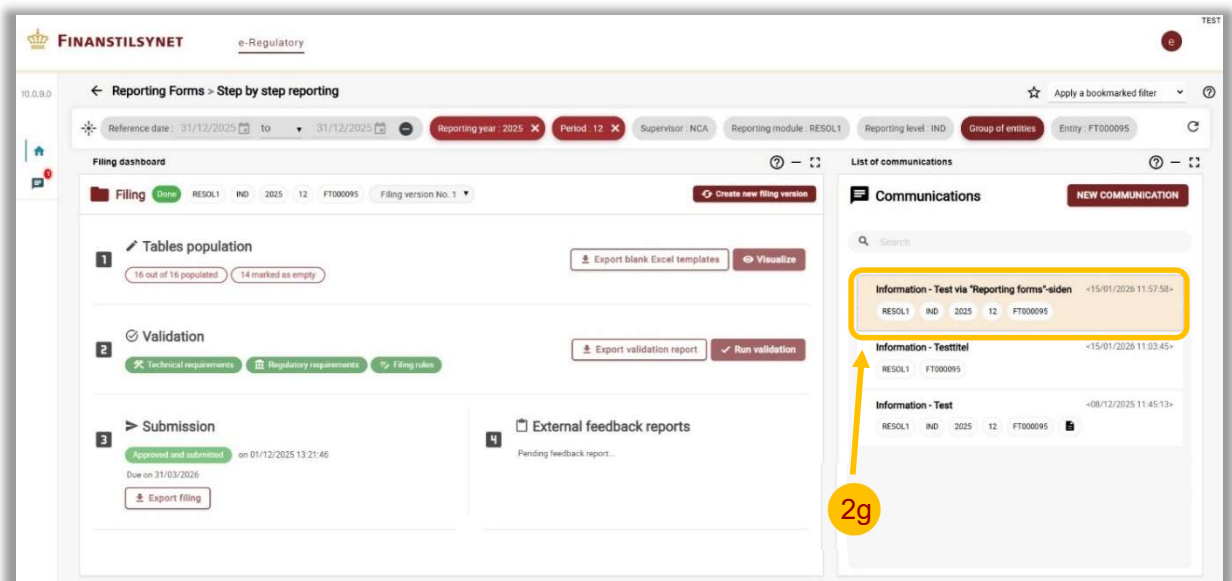 TEST
FINANSTILSYNET e-Regulatory e
10.0.9.0
← Reporting Forms > Step by step reporting Apply a bookmarked filter
Reference date : 31/12/2025 to 31/12/2025 Reporting year : 2025 X Period : 12 X Supervisor : NCA Reporting module : RESOL1 Reporting level : IND Group of entities Entity : FT000095
1
Filing dashboard
Filing Done RESOL1 IND 2025 12 FT000095 Filing version No. 1 Create new filing version
1 Tables population
16 out of 16 populated 14 marked as empty
Export blank Excel templates Visualize
2 Validation
Technical requirements Regulatory requirements Filing rules
Export validation report Run validation
3 Submission
Approved and submitted on 01/12/2025 13:21:46
Due on 31/03/2026
Export filing
4 External feedback reports
Pending feedback report...
List of communications
Communications NEW COMMUNICATION
Search
Information - Test via "Reporting forms"-siden <15/01/2026 11:57:58>
RESOL1 IND 2025 12 FT000095
Information - Testtitel <15/01/2026 11:03:45>
RESOL1 FT000095
Information - Test <08/12/2025 11:45:13>
RESOL1 IND 2025 12 FT000095
2g